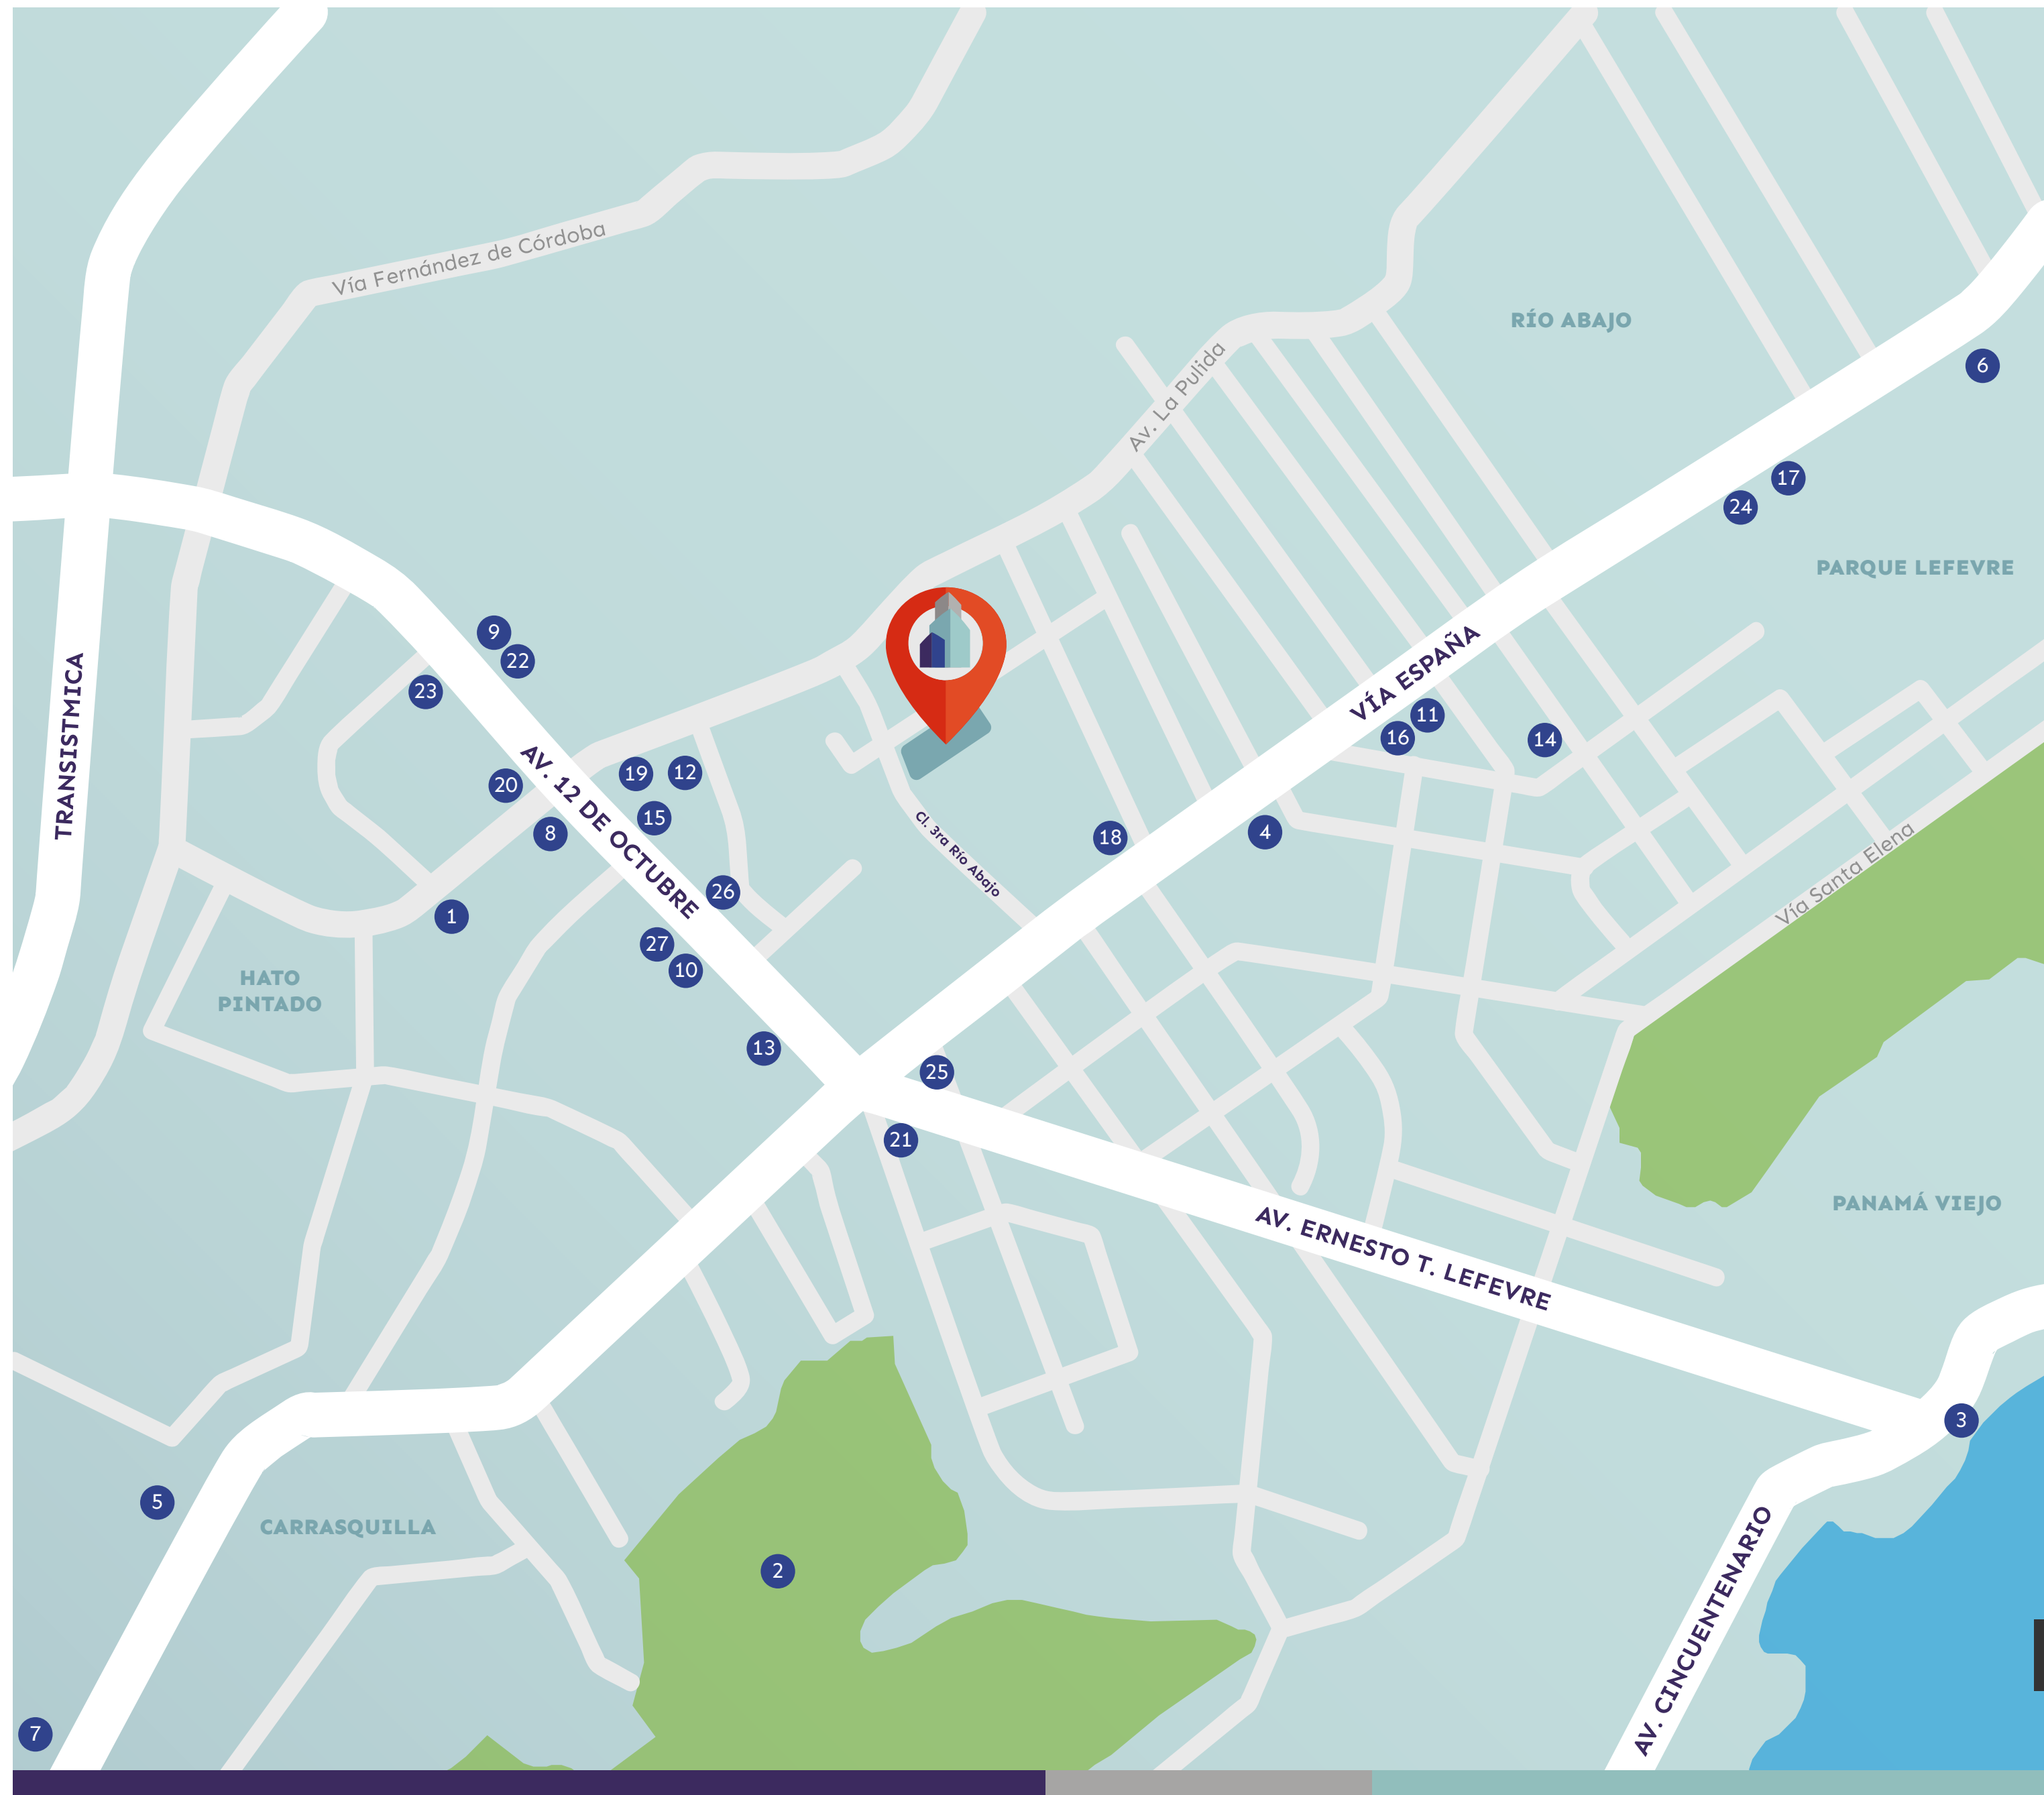 Vía Fernández de Córdoba
RÍO ABAJO
Av. La Pulida
6
17
24
PARQUE LEFEVRE
9
22
23
TRANSISTMICA
VÍA ESPAÑA
11
16
14
AV. 12 DE OCTUBRE
19
12
20
15
8
18
4
Cl. 3ra Río Abajo
Vía Santa Elena
26
1
27
10
HATO
PINTADO
13
25
21
PANAMÁ VIEJO
AV. ERNESTO T. LEFEVRE
3
5
CARRASQUILLA
2
AV. CINCUENTENARIO
7